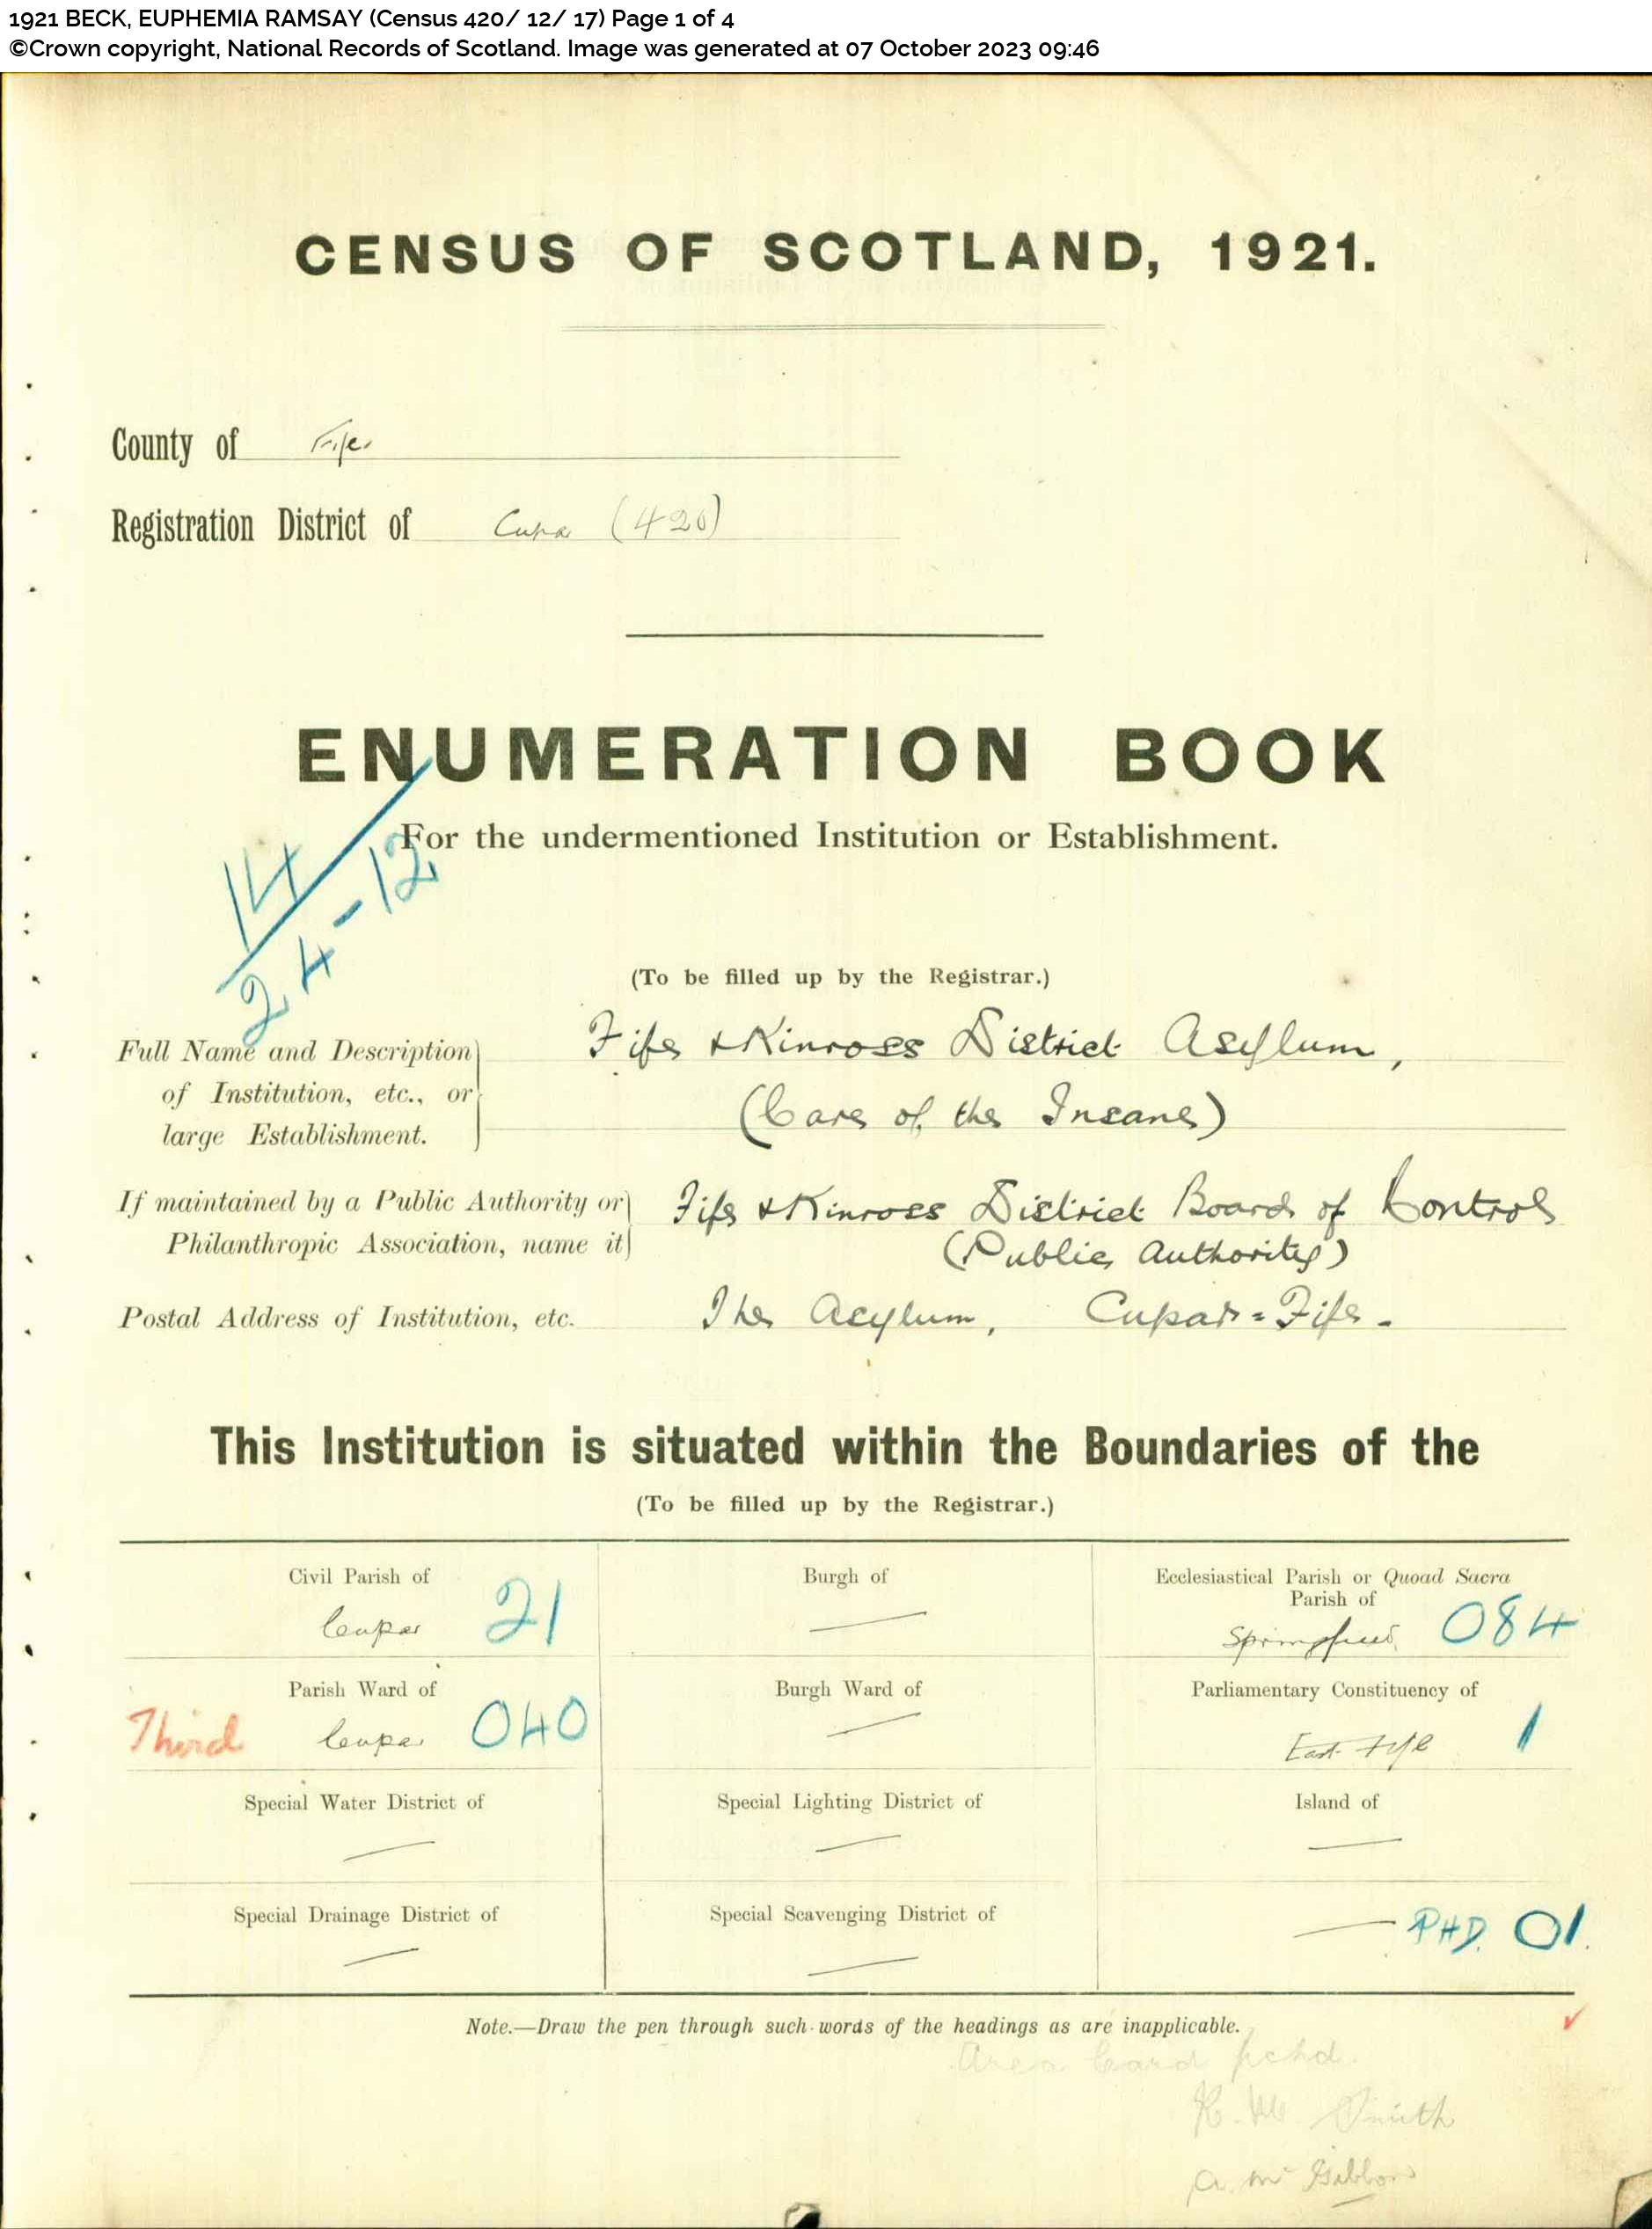 1921 BECK, EUPHEMIA RAMSAY (Census 420/ 12/ 17) Page 1 of 4
©Crown copyright, National Records of Scotland. Image was generated at 07 October 2023 09:46
CENSUS OF SCOTLAND, 1921.
County of Fife
Registration District of Cupar (420)
ENUMERATION BOOK
For the undermentioned Institution or Establishment.
14
24-12
(To be filled up by the Registrar.)
Full Name and Description of Institution, etc., or large Establishment.
Fife & Kinross District Asylum,
(Care of the Insane)
If maintained by a Public Authority or Philanthropic Association, name it
Fife & Kinross District Board of Control
(Public Authority)
Postal Address of Institution, etc. The Asylum, Cupar = Fife.
This Institution is situated within the Boundaries of the
(To be filled up by the Registrar.)
Civil Parish of
Cupar 21
Burgh of
—
Ecclesiastical Parish or Quoad Sacra
Parish of
Springfield 084
Parish Ward of
Third Cupar 040
Burgh Ward of
—
Parliamentary Constituency of
East Fife 1
Special Water District of
—
Special Lighting District of
—
Island of
—
Special Drainage District of
—
Special Scavenging District of
—
— PHD. 01.
Note.—Draw the pen through such words of the headings as are inapplicable.
Area Card pchd.
Smith
A. Mc Gibbon